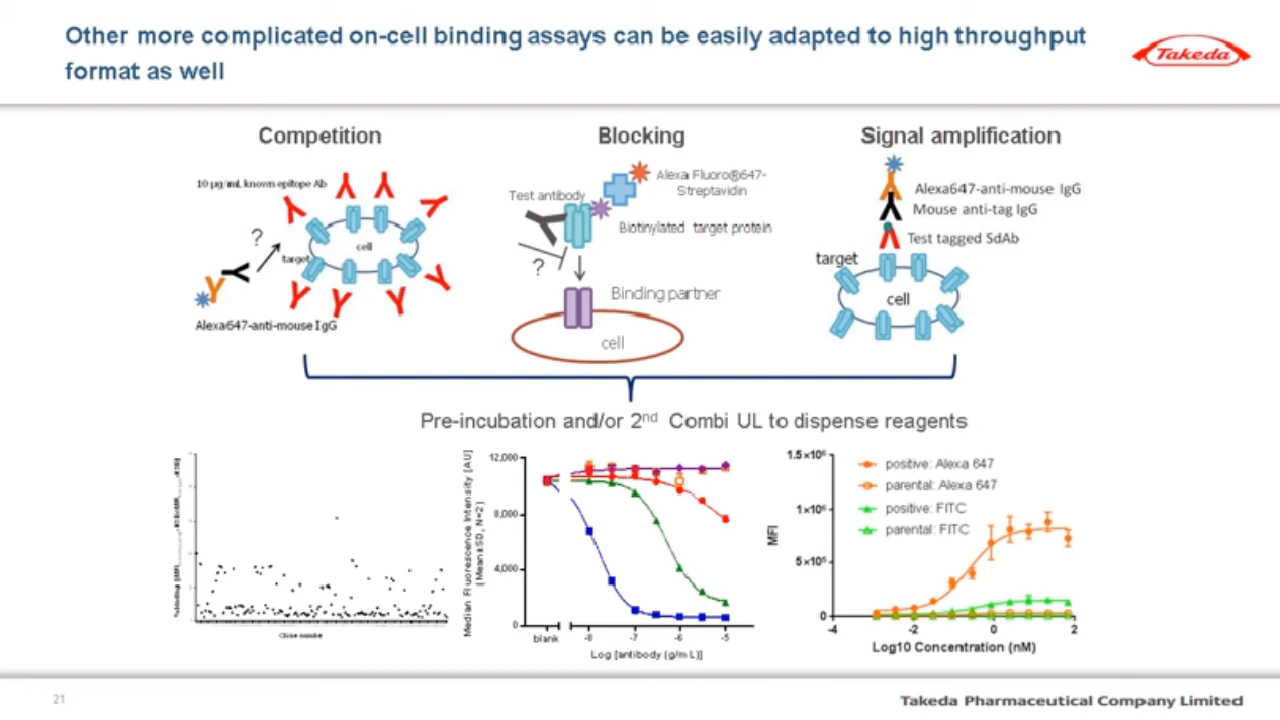 Other more complicated on-cell binding assays can be easily adapted to high throughput
format as well
Takeda
Competition
10 µg/mL known epitope Ab
?
cell
target
Alexa647-anti-mouse IgG
Blocking
Alexa Fluoro®647-
Streptavidin
Test antibody
Biotinylated target protein
?
Binding partner
cell
Signal amplification
Alexa647-anti-mouse IgG
Mouse anti-tag IgG
Test tagged SdAb
target
cell
Pre-incubation and/or 2nd Combi UL to dispense reagents
Clone number
Median Fluorescence Intensity [AU]
(Mean±SD, N=2)
12,000
8,000
4,000
0
blank
-8
-7
-6
-5
Log [antibody (g/mL)]
MFI
1.5×10⁶
1×10⁶
5×10⁵
0
positive: Alexa 647
parental: Alexa 647
positive: FITC
parental: FITC
-4
-2
0
2
Log10 Concentration (nM)
21
Takeda Pharmaceutical Company Limited